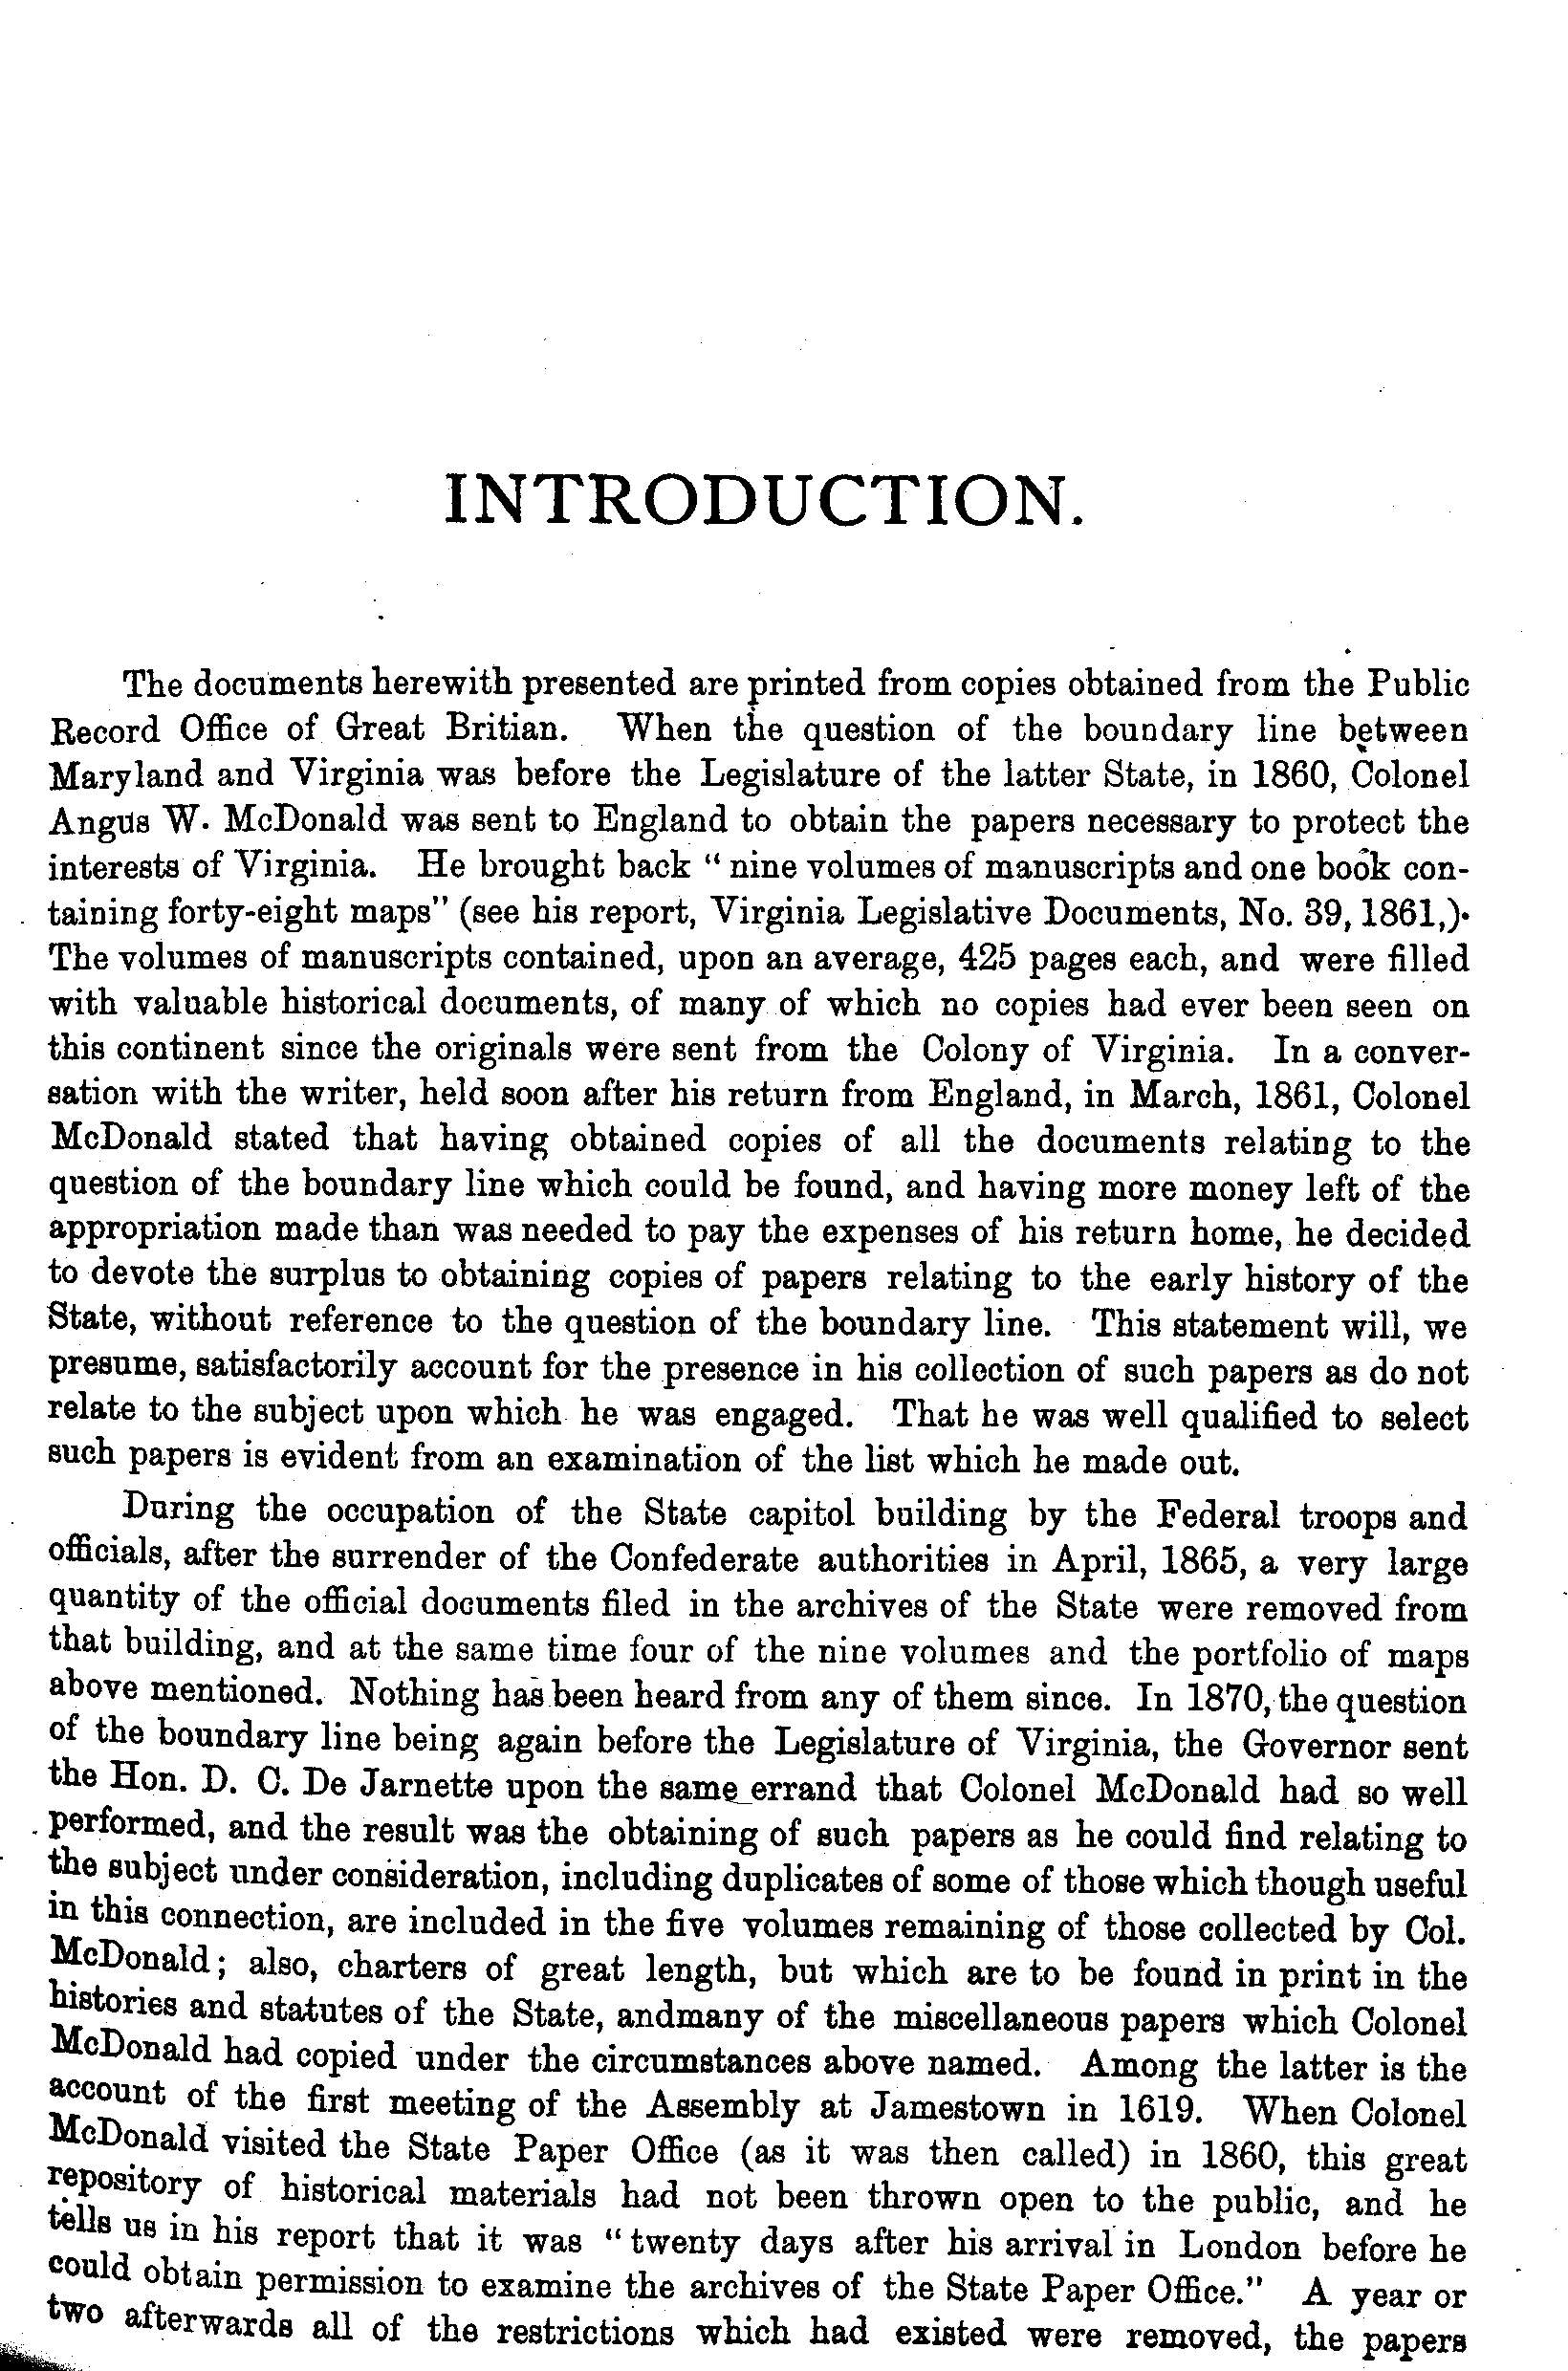 INTRODUCTION.
The documents herewith presented are printed from copies obtained from the Public
Record Office of Great Britian. When the question of the boundary line between
Maryland and Virginia was before the Legislature of the latter State, in 1860, Colonel
Angus W. McDonald was sent to England to obtain the papers necessary to protect the
interests of Virginia. He brought back " nine volumes of manuscripts and one book con-
taining forty-eight maps" (see his report, Virginia Legislative Documents, No. 39, 1861,).
The volumes of manuscripts contained, upon an average, 425 pages each, and were filled
with valuable historical documents, of many of which no copies had ever been seen on
this continent since the originals were sent from the Colony of Virginia. In a conver-
sation with the writer, held soon after his return from England, in March, 1861, Colonel
McDonald stated that having obtained copies of all the documents relating to the
question of the boundary line which could be found, and having more money left of the
appropriation made than was needed to pay the expenses of his return home, he decided
to devote the surplus to obtaining copies of papers relating to the early history of the
State, without reference to the question of the boundary line. This statement will, we
presume, satisfactorily account for the presence in his collection of such papers as do not
relate to the subject upon which he was engaged. That he was well qualified to select
such papers is evident from an examination of the list which he made out.
During the occupation of the State capitol building by the Federal troops and
officials, after the surrender of the Confederate authorities in April, 1865, a very large
quantity of the official documents filed in the archives of the State were removed from
that building, and at the same time four of the nine volumes and the portfolio of maps
above mentioned. Nothing has been heard from any of them since. In 1870, the question
of the boundary line being again before the Legislature of Virginia, the Governor sent
the Hon. D. C. De Jarnette upon the same errand that Colonel McDonald had so well
performed, and the result was the obtaining of such papers as he could find relating to
the subject under consideration, including duplicates of some of those which though useful
in this connection, are included in the five volumes remaining of those collected by Col.
McDonald; also, charters of great length, but which are to be found in print in the
histories and statutes of the State, andmany of the miscellaneous papers which Colonel
McDonald had copied under the circumstances above named. Among the latter is the
account of the first meeting of the Assembly at Jamestown in 1619. When Colonel
McDonald visited the State Paper Office (as it was then called) in 1860, this great
repository of historical materials had not been thrown open to the public, and he
tells us in his report that it was "twenty days after his arrival in London before he
could obtain permission to examine the archives of the State Paper Office." A year or
two afterwards all of the restrictions which had existed were removed, the papers